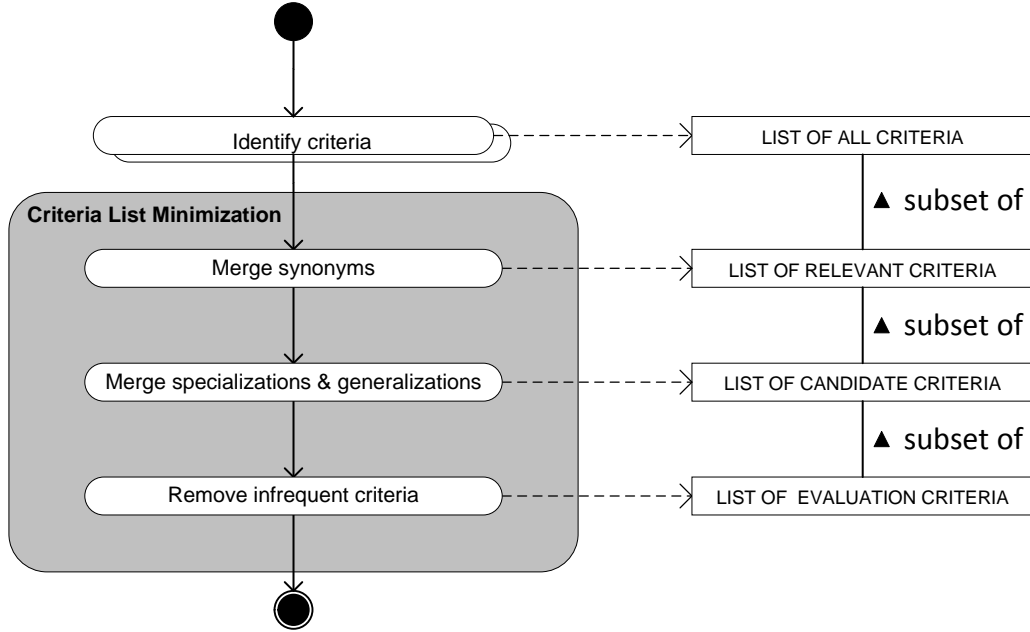 Identify criteria
LIST OF ALL CRITERIA
▲ subset of
Criteria List Minimization
Merge synonyms
LIST OF RELEVANT CRITERIA
▲ subset of
Merge specializations & generalizations
LIST OF CANDIDATE CRITERIA
▲ subset of
Remove infrequent criteria
LIST OF EVALUATION CRITERIA